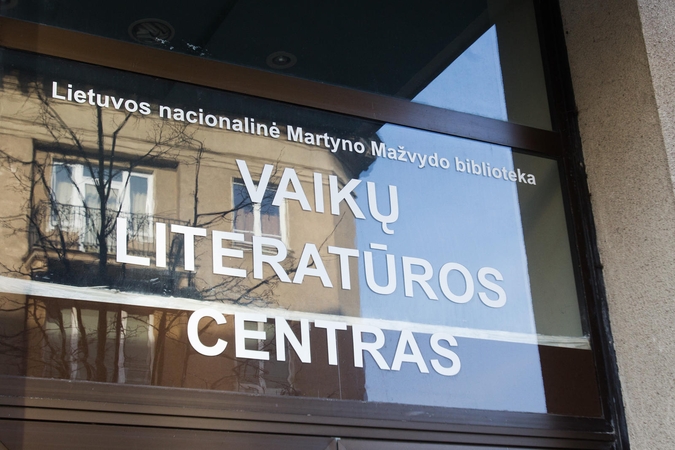 Lietuvos nacionalinė Martyno Mažvydo biblioteka
VAIKŲ
LITERATŪROS
CENTRAS